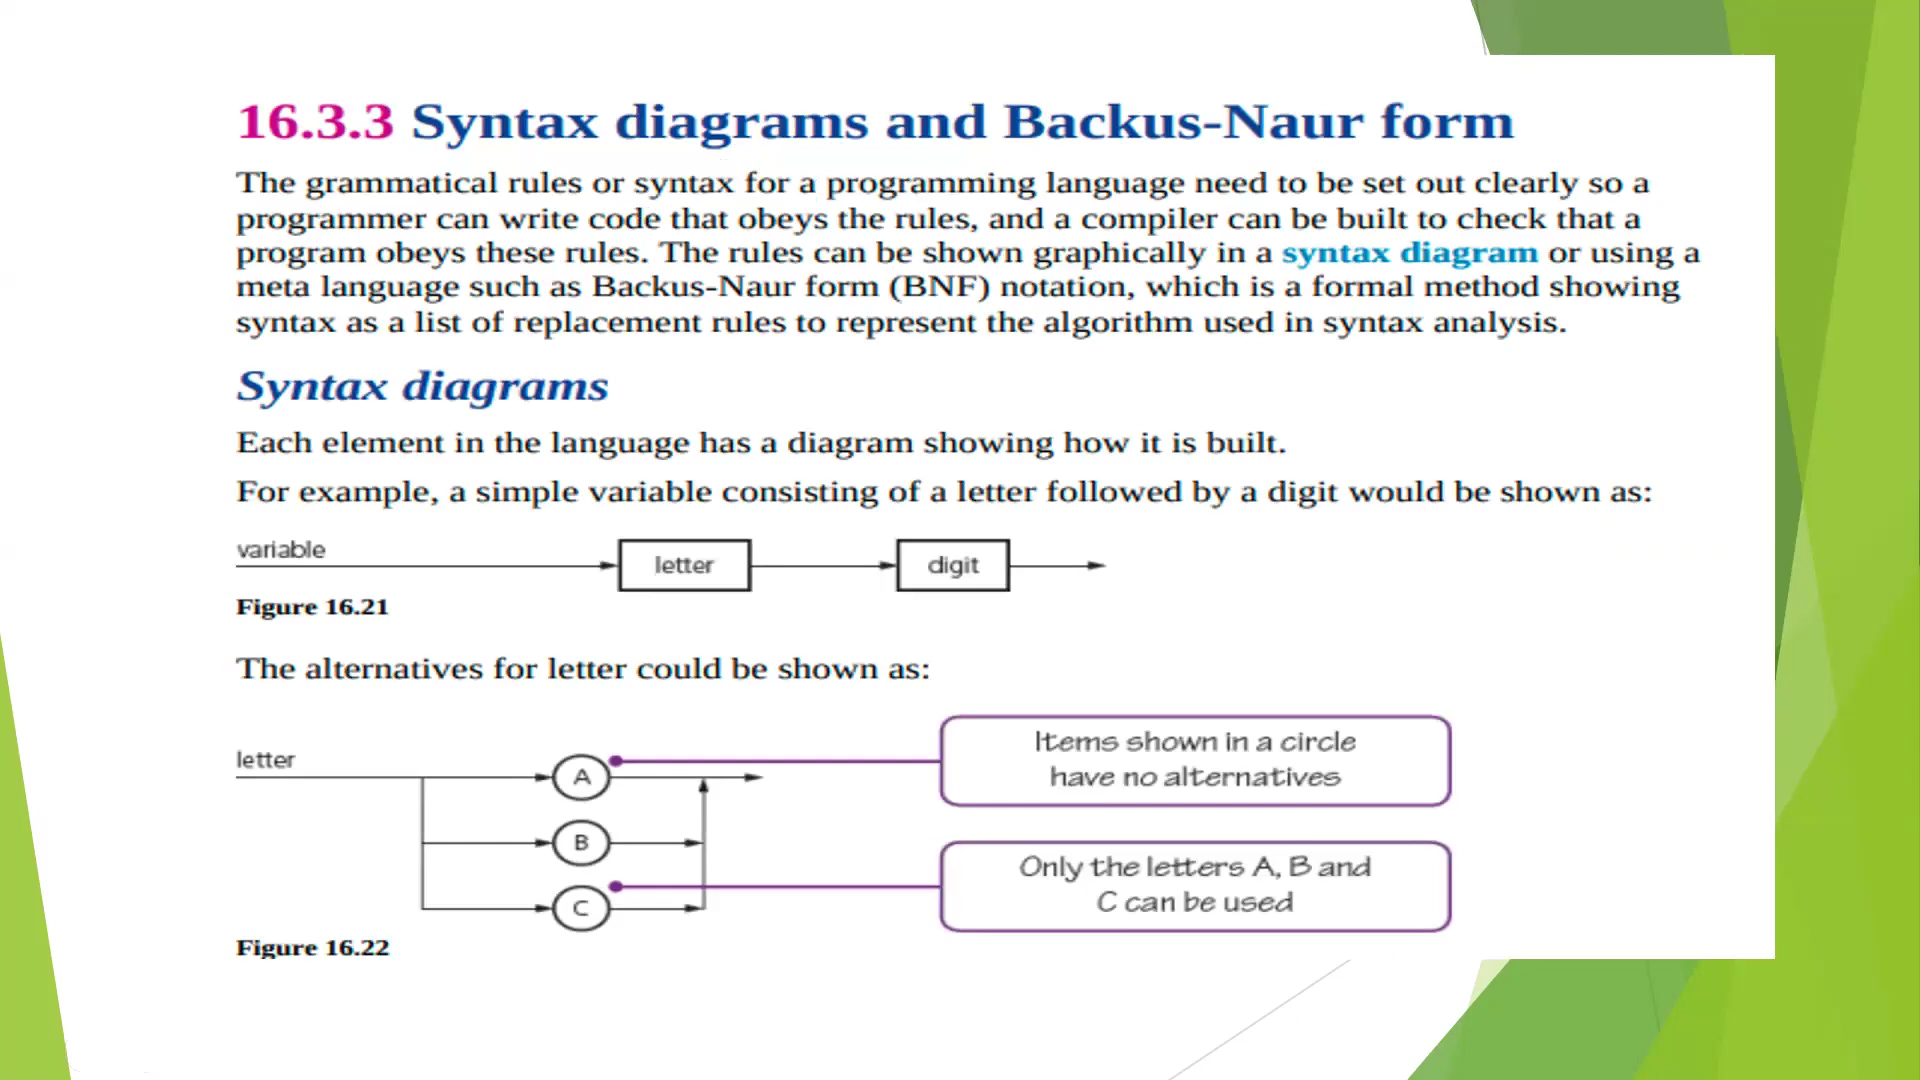 16.3.3 Syntax diagrams and Backus-Naur form
The grammatical rules or syntax for a programming language need to be set out clearly so a
programmer can write code that obeys the rules, and a compiler can be built to check that a
program obeys these rules. The rules can be shown graphically in a syntax diagram or using a
meta language such as Backus-Naur form (BNF) notation, which is a formal method showing
syntax as a list of replacement rules to represent the algorithm used in syntax analysis.
Syntax diagrams
Each element in the language has a diagram showing how it is built.
For example, a simple variable consisting of a letter followed by a digit would be shown as:
variable
letter
digit
Figure 16.21
The alternatives for letter could be shown as:
letter
A
B
C
Items shown in a circle
have no alternatives
Only the letters A, B and
C can be used
Figure 16.22